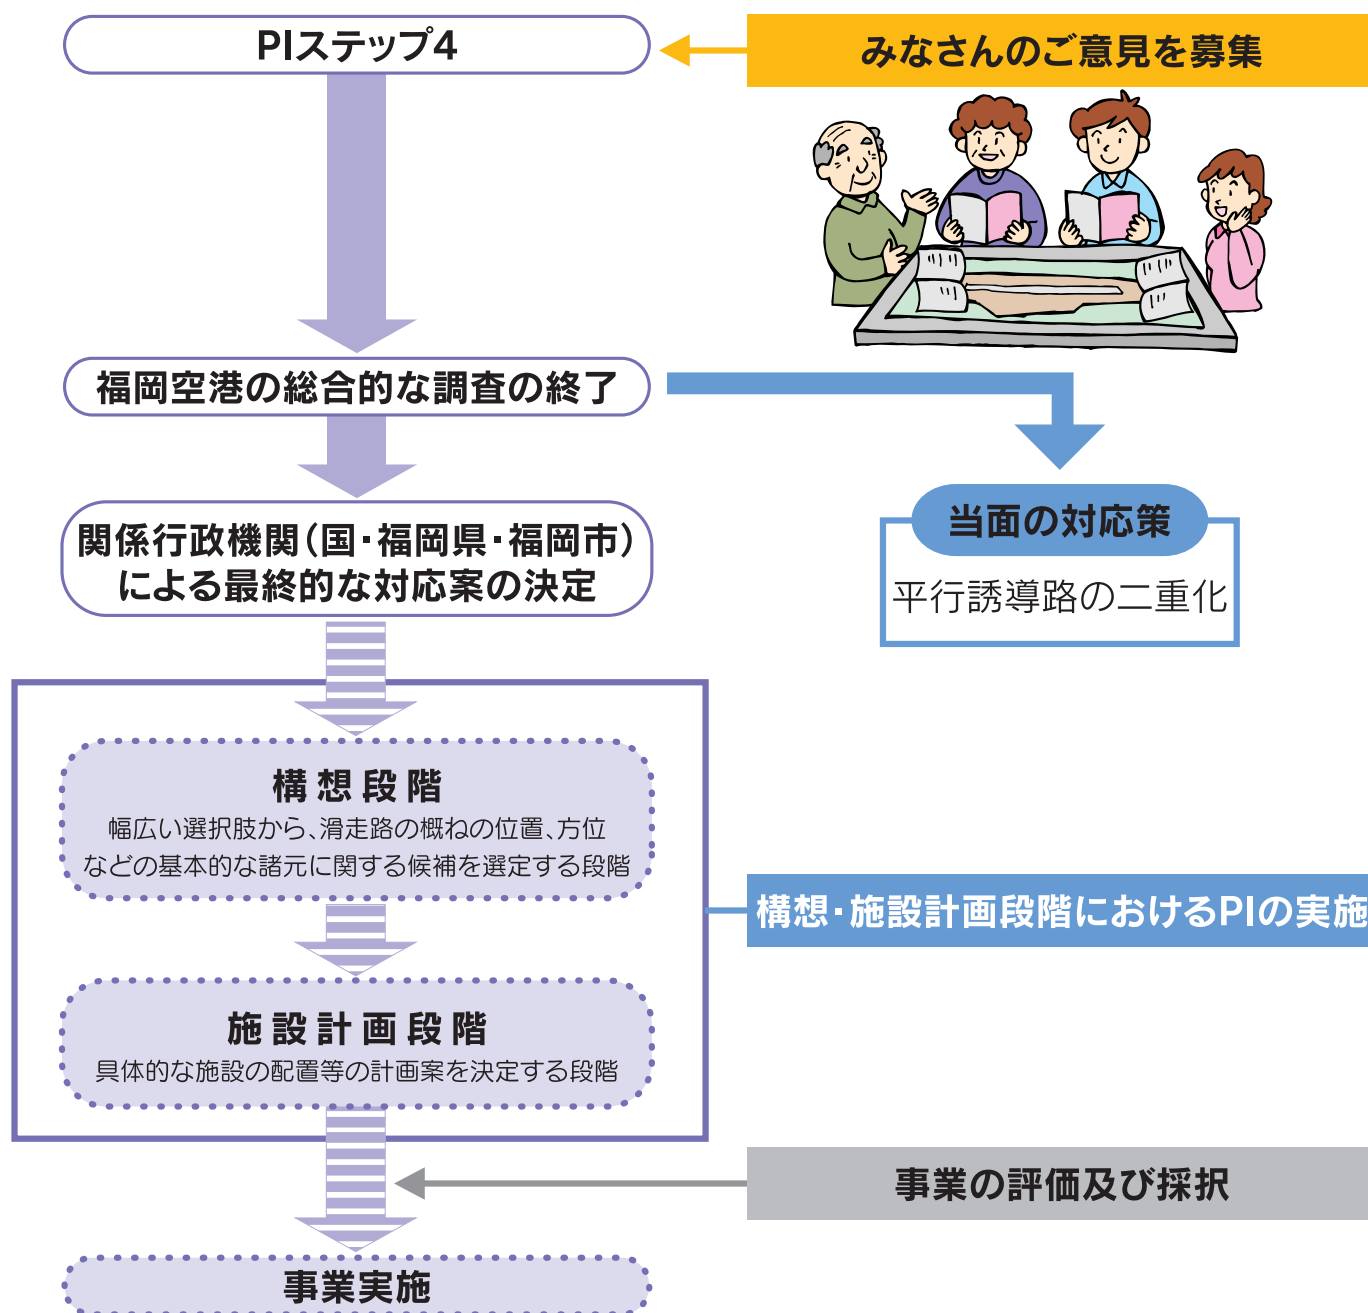 PIステップ4
みなさんのご意見を募集
福岡空港の総合的な調査の終了
関係行政機関(国・福岡県・福岡市)
による最終的な対応案の決定
当面の対応策
平行誘導路の二重化
構想段階
幅広い選択肢から、滑走路の概ねの位置、方位
などの基本的な諸元に関する候補を選定する段階
構想・施設計画段階におけるPIの実施
施設計画段階
具体的な施設の配置等の計画案を決定する段階
事業の評価及び採択
事業実施